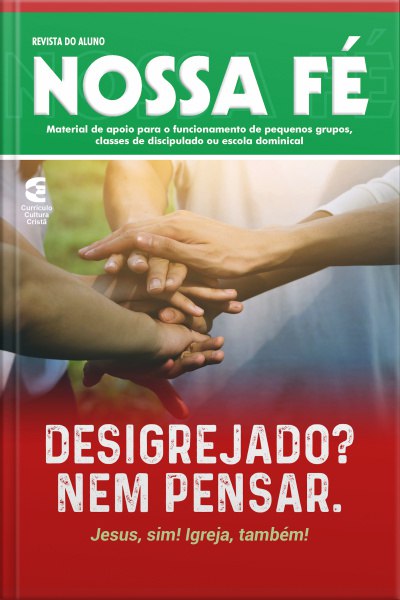 REVISTA DO ALUNO
NOSSA FÉ
Material de apoio para o funcionamento de pequenos grupos,
classes de discipulado ou escola dominical
Currículo
Cultura
Cristã
DESIGREJADO?
NEM PENSAR.
Jesus, sim! Igreja, também!